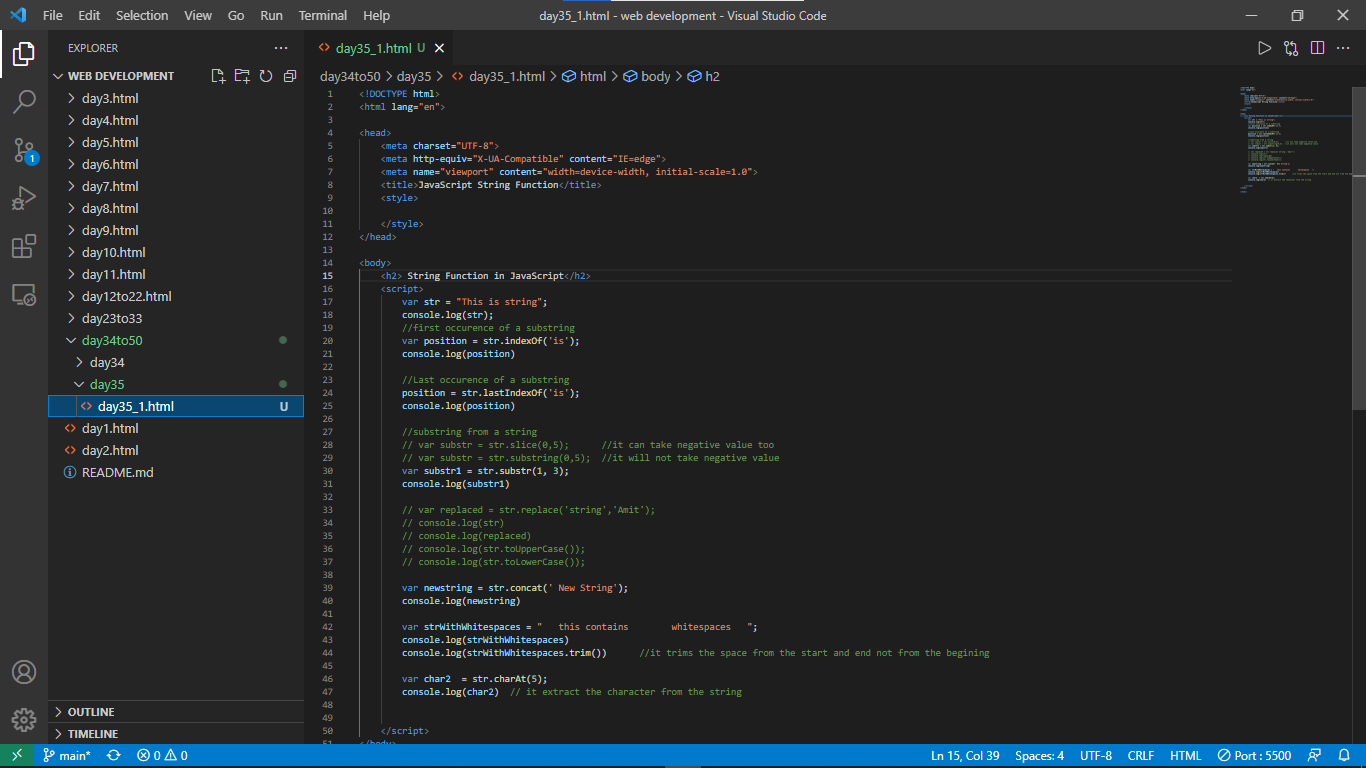 File Edit Selection View Go Run Terminal Help day35_1.html - web development - Visual Studio Code
EXPLORER
WEB DEVELOPMENT
day3.html
day4.html
day5.html
day6.html
day7.html
day8.html
day9.html
day10.html
day11.html
day12to22.html
day23to33
day34to50
day34
day35
day35_1.html U
day1.html
day2.html
README.md
OUTLINE
TIMELINE
1
day35_1.html U
day34to50 > day35 > day35_1.html > html > body > h2
1 <!DOCTYPE html>
2 <html lang="en">
3
4 <head>
5 <meta charset="UTF-8">
6 <meta http-equiv="X-UA-Compatible" content="IE=edge">
7 <meta name="viewport" content="width=device-width, initial-scale=1.0">
8 <title>JavaScript String Function</title>
9 <style>
10
11 </style>
12 </head>
13
14 <body>
15 <h2> String Function in JavaScript</h2>
16 <script>
17 var str = "This is string";
18 console.log(str);
19 //first occurence of a substring
20 var position = str.indexOf('is');
21 console.log(position)
22
23 //Last occurence of a substring
24 position = str.lastIndexOf('is');
25 console.log(position)
26
27 //substring from a string
28 // var substr = str.slice(0,5); //it can take negative value too
29 // var substr = str.substring(0,5); //it will not take negative value
30 var substr1 = str.substr(1, 3);
31 console.log(substr1)
32
33 // var replaced = str.replace('string','Amit');
34 // console.log(str)
35 // console.log(replaced)
36 // console.log(str.toUpperCase());
37 // console.log(str.toLowerCase());
38
39 var newstring = str.concat(' New String');
40 console.log(newstring)
41
42 var strWithWhitespaces = "   this contains        whitespaces   ";
43 console.log(strWithWhitespaces)
44 console.log(strWithWhitespaces.trim()) //it trims the space from the start and end not from the begining
45
46 var char2  = str.charAt(5);
47 console.log(char2) // it extract the character from the string
48
49
50 </script>
51 </body>
main* 0 0 Ln 15, Col 39 Spaces: 4 UTF-8 CRLF HTML Port : 5500